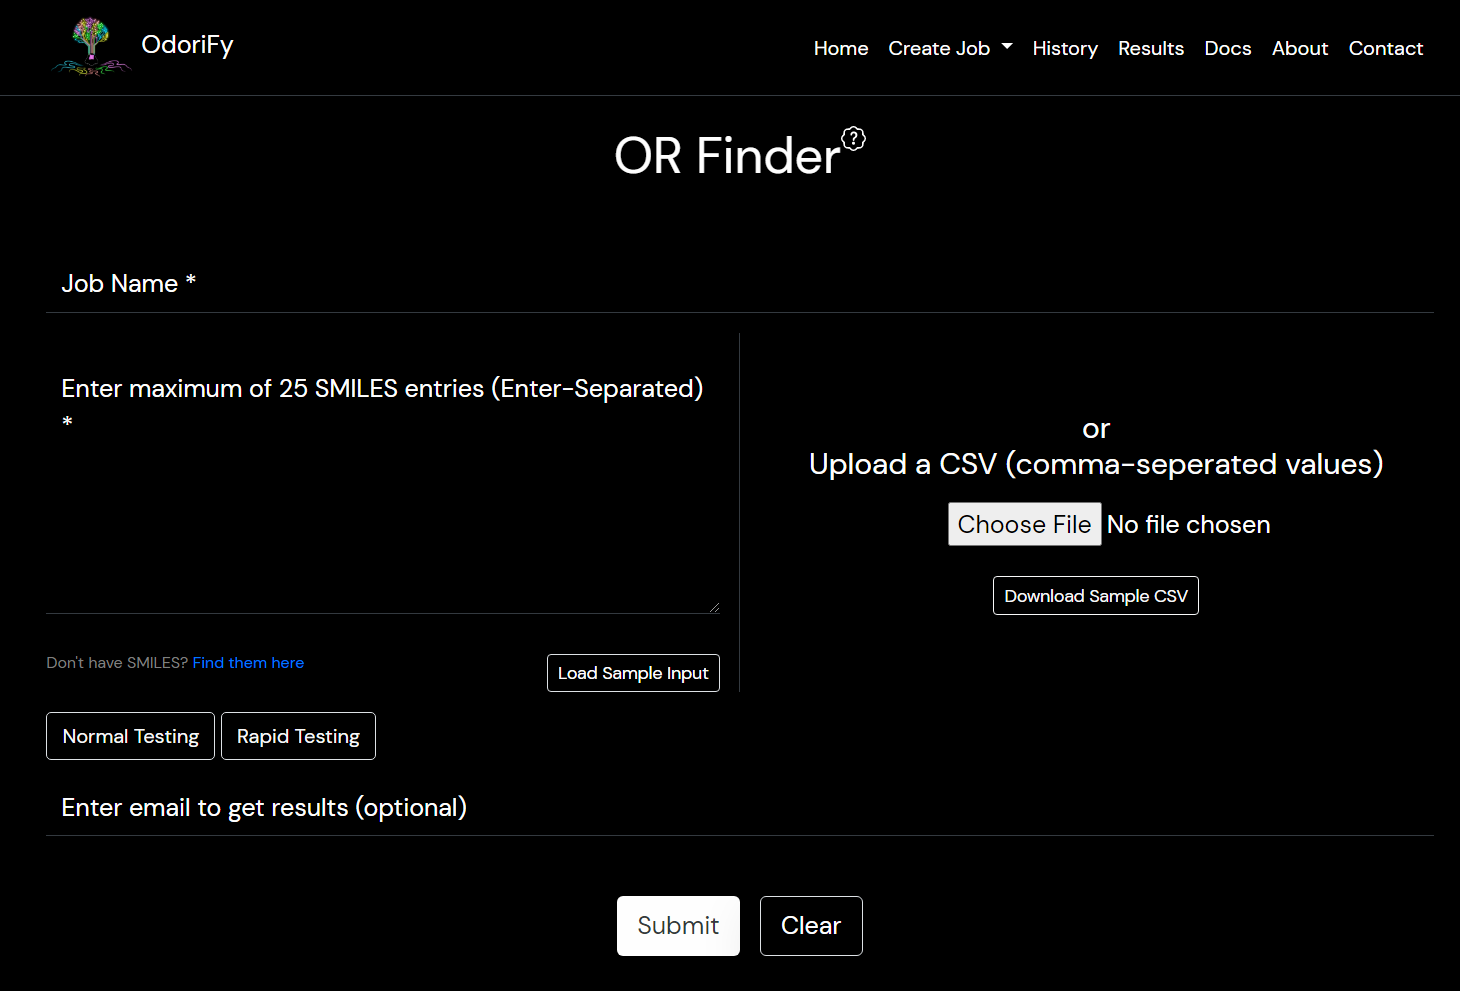 OdoriFy
Home Create Job History Results Docs About Contact
OR Finder?
Job Name *
Enter maximum of 25 SMILES entries (Enter-Separated)
*
or
Upload a CSV (comma-seperated values)
Choose File No file chosen
Download Sample CSV
Don't have SMILES? Find them here
Load Sample Input
Normal Testing Rapid Testing
Enter email to get results (optional)
Submit Clear